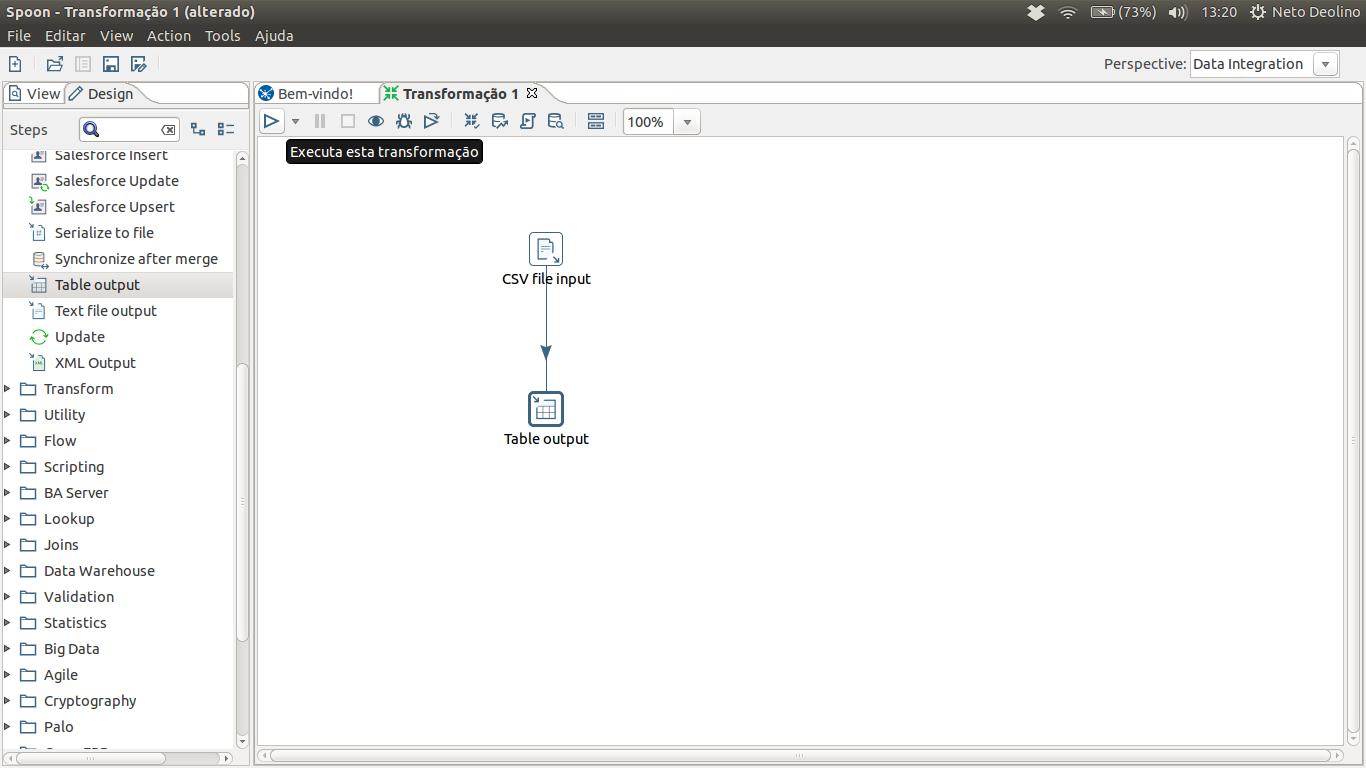 Spoon - Transformação 1 (alterado)
(73%) 13:20 Neto Deolino
File Editar View Action Tools Ajuda
Perspective: Data Integration
View Design
Bem-vindo! Transformação 1
Steps
100%
Executa esta transformação
Salesforce Insert
Salesforce Update
Salesforce Upsert
Serialize to file
Synchronize after merge
Table output
Text file output
Update
XML Output
Transform
Utility
Flow
Scripting
BA Server
Lookup
Joins
Data Warehouse
Validation
Statistics
Big Data
Agile
Cryptography
Palo
CSV file input
Table output